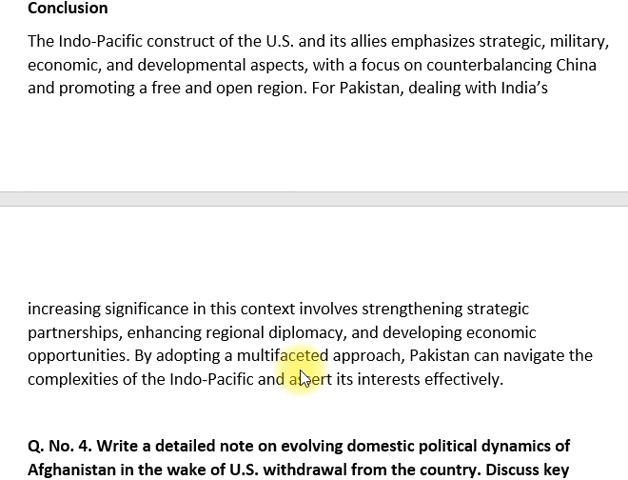 Conclusion
The Indo-Pacific construct of the U.S. and its allies emphasizes strategic, military,
economic, and developmental aspects, with a focus on counterbalancing China
and promoting a free and open region. For Pakistan, dealing with India’s
increasing significance in this context involves strengthening strategic
partnerships, enhancing regional diplomacy, and developing economic
opportunities. By adopting a multifaceted approach, Pakistan can navigate the
complexities of the Indo-Pacific and assert its interests effectively.
Q. No. 4. Write a detailed note on evolving domestic political dynamics of
Afghanistan in the wake of U.S. withdrawal from the country. Discuss key